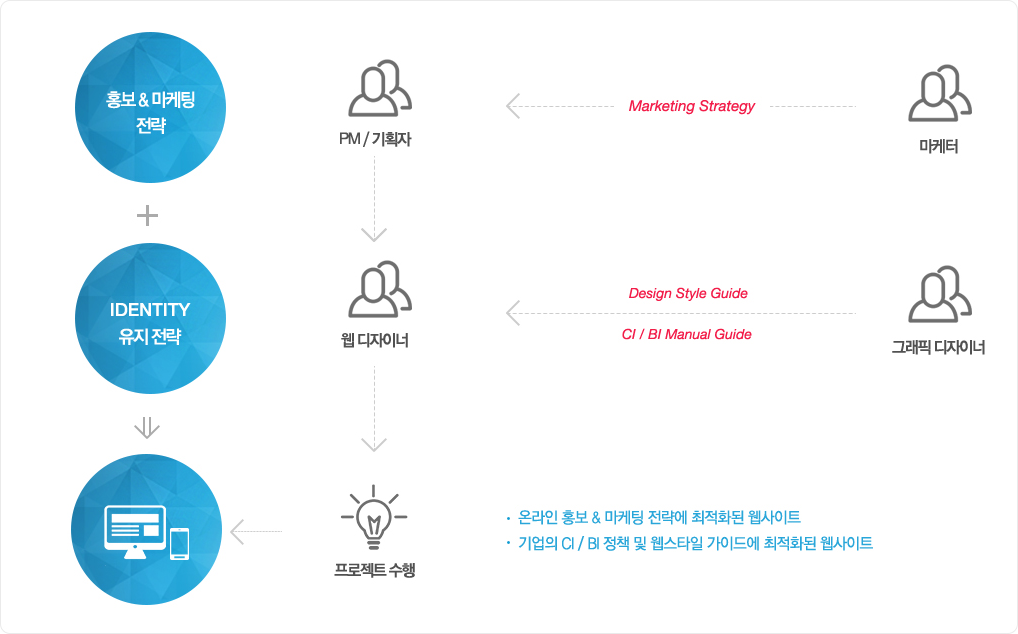 홍보 & 마케팅
전략
PM / 기획자
Marketing Strategy
마케터
IDENTITY
유지 전략
웹 디자이너
Design Style Guide
CI / BI Manual Guide
그래픽 디자이너
프로젝트 수행
· 온라인 홍보 & 마케팅 전략에 최적화된 웹사이트
· 기업의 CI / BI 정책 및 웹스타일 가이드에 최적화된 웹사이트